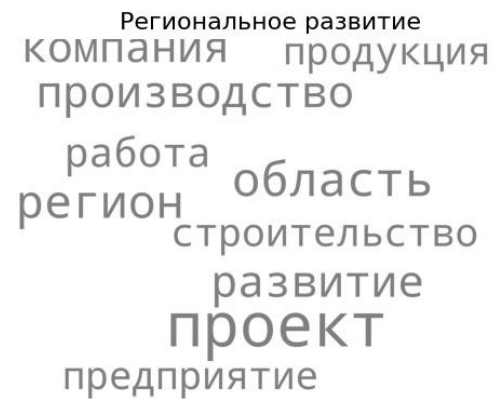 Региональное развитие
компания
продукция
производство
работа
область
регион
строительство
развитие
проект
предприятие